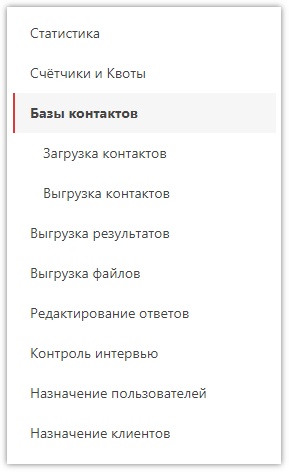 Статистика
Счётчики и Квоты
Базы контактов
Загрузка контактов
Выгрузка контактов
Выгрузка результатов
Выгрузка файлов
Редактирование ответов
Контроль интервью
Назначение пользователей
Назначение клиентов